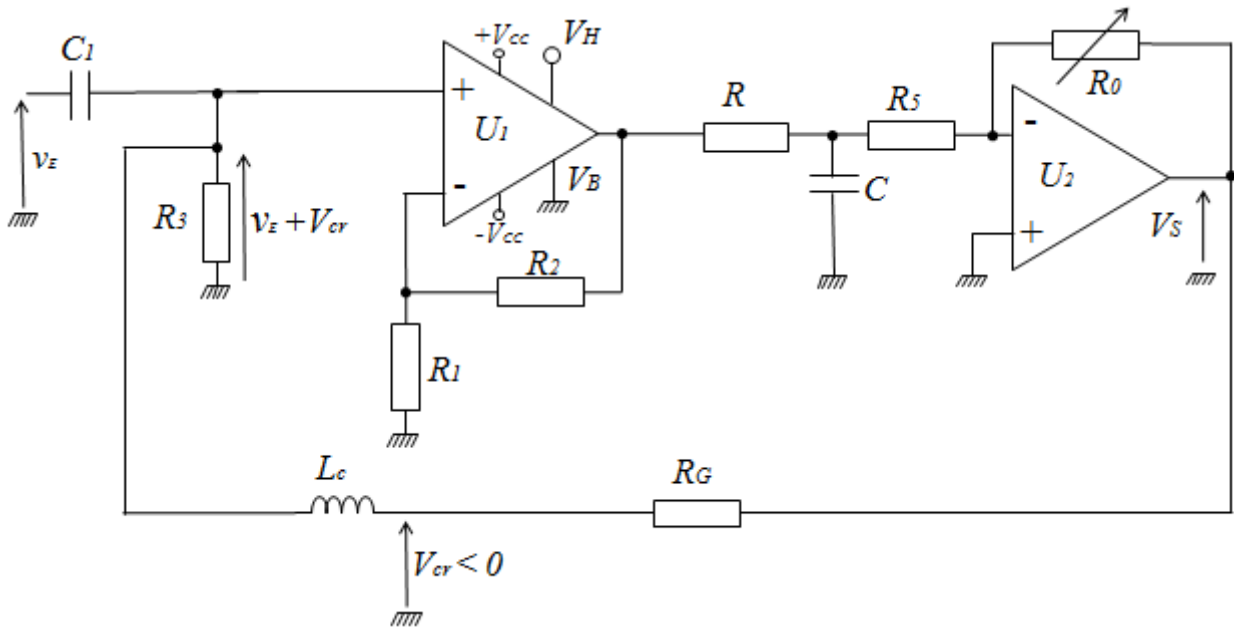 C1
+Vcc
VH
R
R5
R0
vE
+
U1
-
U2
VB
C
-Vcc
+
VS
R3
vE + Vcr
R2
R1
Lc
RG
Vcr < 0